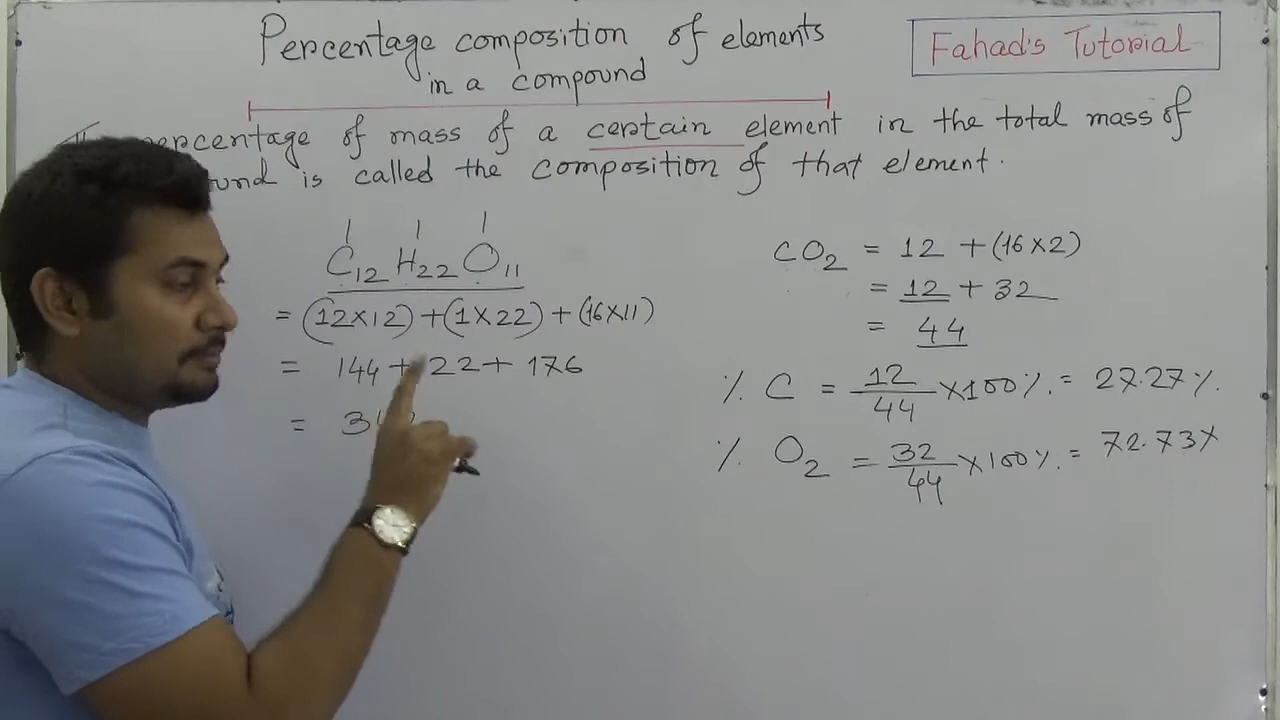 Percentage composition of elements
in a compound
Fahad's Tutorial
percentage of mass of a certain element in the total mass of
is called the composition of that element.
C12 H22 O11
= (12×12) + (1×22) + (16×11)
= 144 + 22 + 176
= 3
CO2 = 12 + (16×2)
= 12 + 32
= 44
% C = 12/44 ×100% = 27.27%
% O2 = 32/44 ×100% = 72.73%